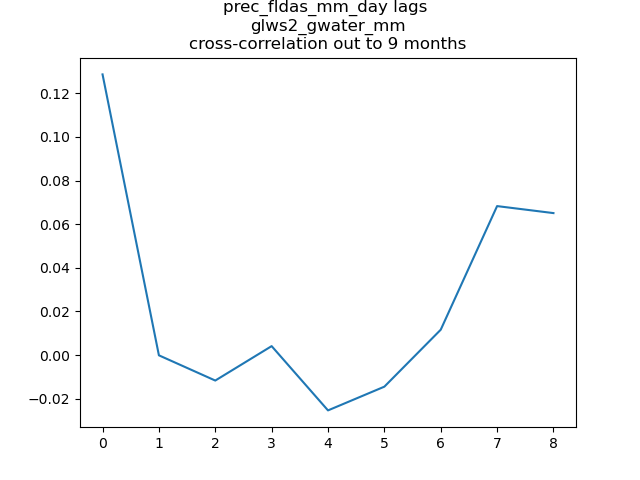 prec_fldas_mm_day lags
glws2_gwater_mm
cross-correlation out to 9 months
0.12
0.10
0.08
0.06
0.04
0.02
0.00
−0.02
0 1 2 3 4 5 6 7 8